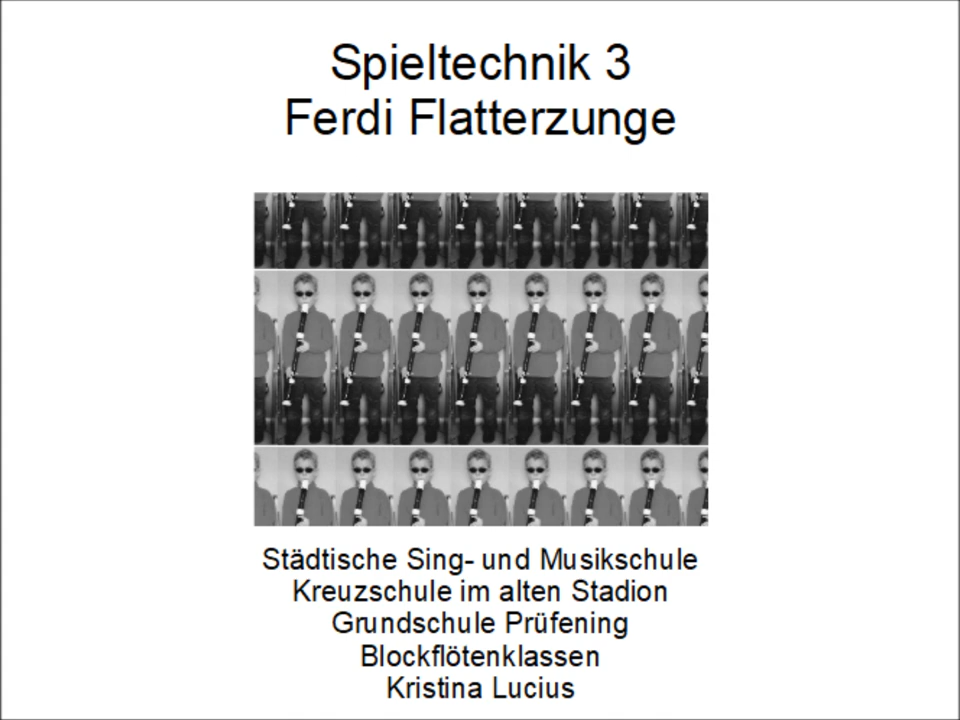 Spieltechnik 3
Ferdi Flatterzunge
Städtische Sing- und Musikschule
Kreuzschule im alten Stadion
Grundschule Prüfening
Blockflötenklassen
Kristina Lucius